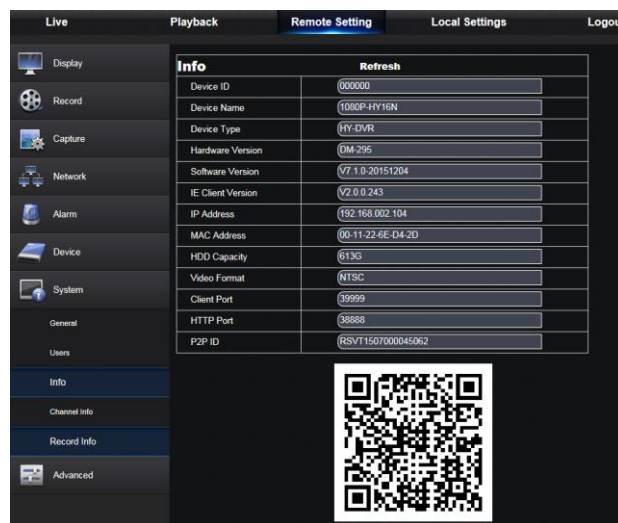 Live Playback Remote Setting Local Settings Logou
Display
Record
Capture
Network
Alarm
Device
System
General
Users
Info
Channel Info
Record Info
Advanced
Info Refresh
Device ID 000000
Device Name 1080P-HY16N
Device Type HY-DVR
Hardware Version DM-295
Software Version V7.1.0-20151204
IE Client Version V2.0.0.243
IP Address 192.168.002.104
MAC Address 00-11-22-6E-D4-2D
HDD Capacity 613G
Video Format NTSC
Client Port 39999
HTTP Port 38888
P2P ID RSVT1507000045062